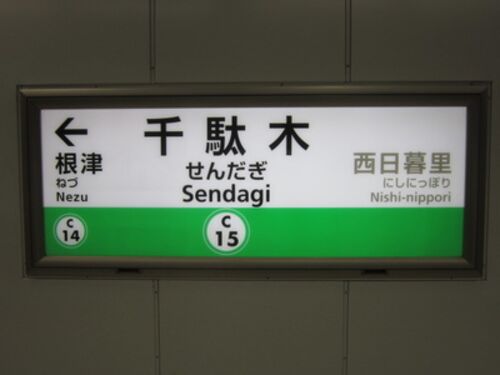 ←
千駄木
せんだぎ
Sendagi
C
15
根津
ねづ
Nezu
C
14
西日暮里
にしにっぽり
Nishi-nippori